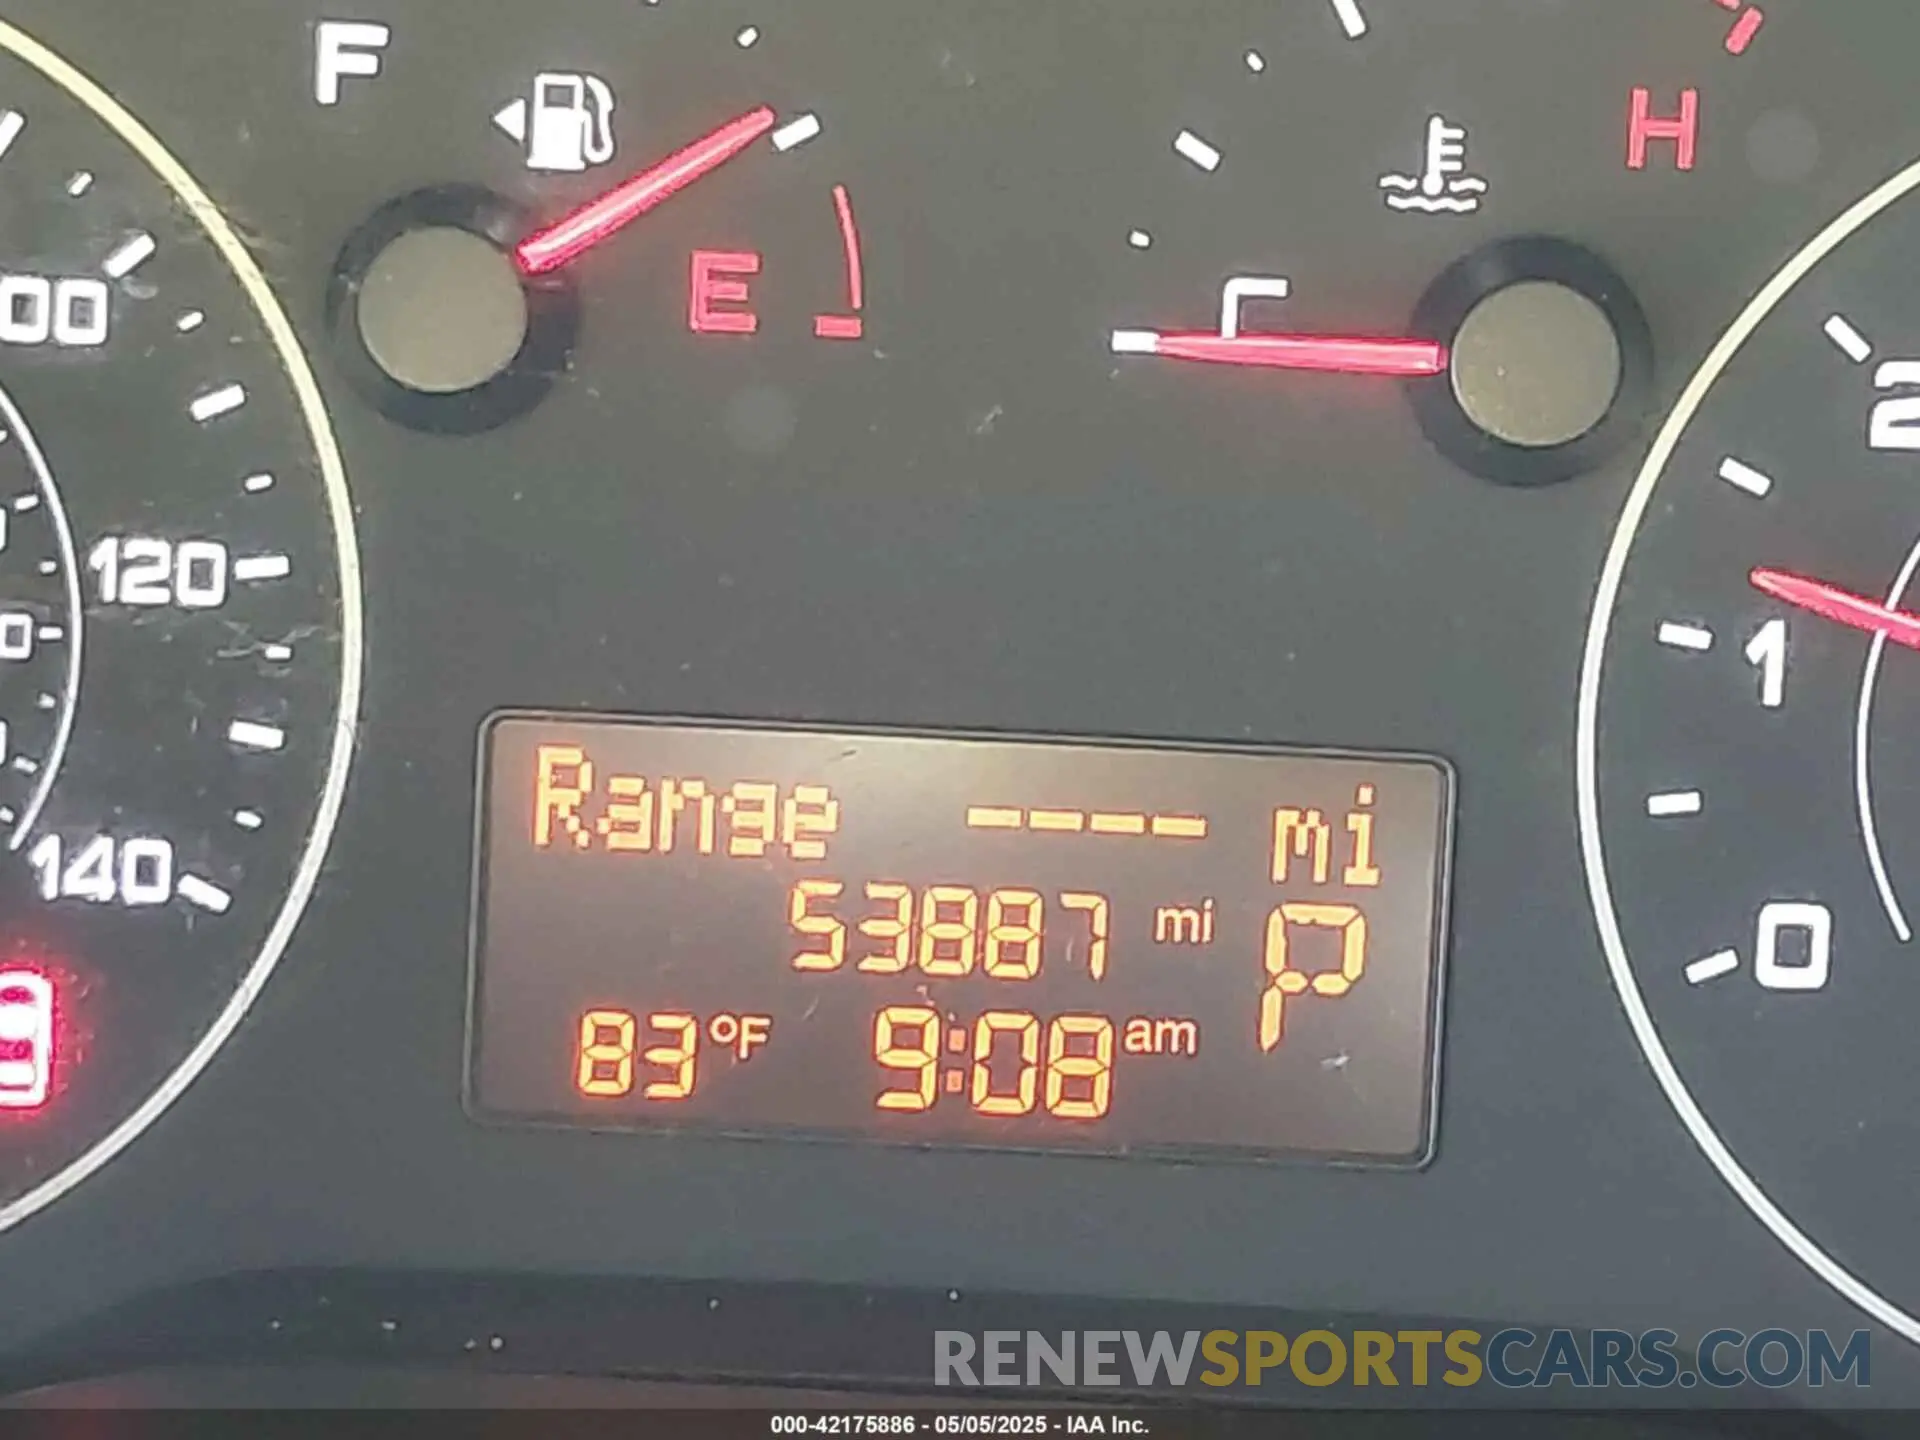 F
H
E
C
00
2
120
1
140
0
Range ---- mi
53887 mi P
83 °F 9:08 am
RENEWSPORTSCARS.COM
000-42175886 - 05/05/2025 - IAA Inc.